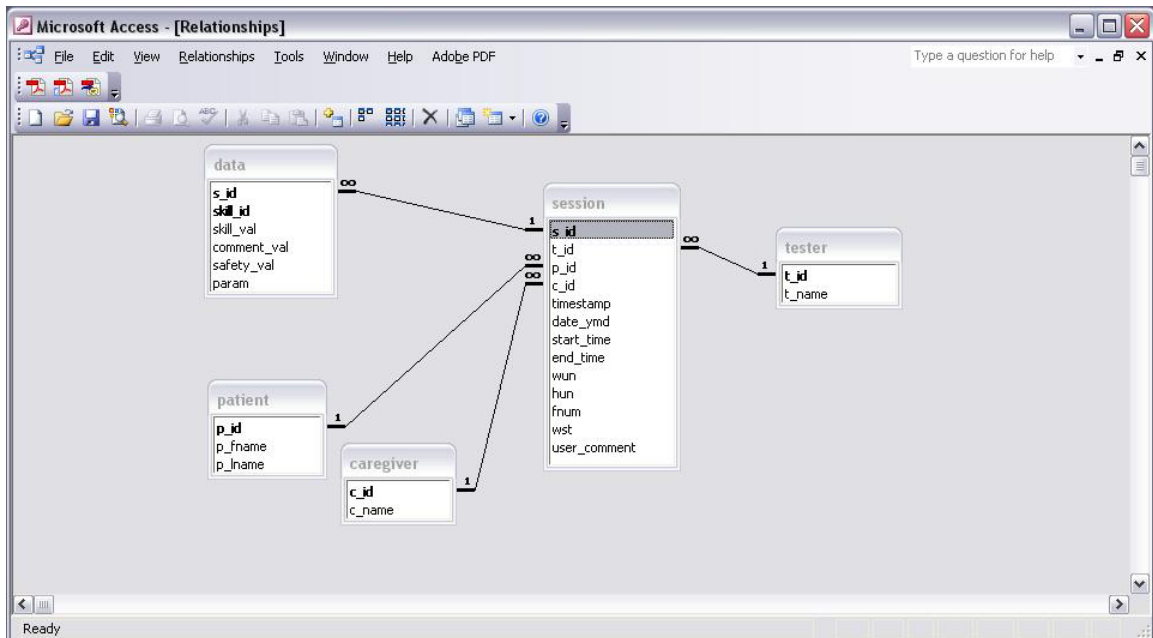 Microsoft Access - [Relationships]
File Edit View Relationships Tools Window Help Adobe PDF
Type a question for help
data
s_id
skill_id
skill_val
comment_val
safety_val
param
∞
1
session
s_id
t_id
p_id
c_id
timestamp
date_ymd
start_time
end_time
wun
hun
fnum
wst
user_comment
∞
∞
∞
1
tester
t_id
t_name
patient
p_id
p_fname
p_lname
1
caregiver
c_id
c_name
1
Ready